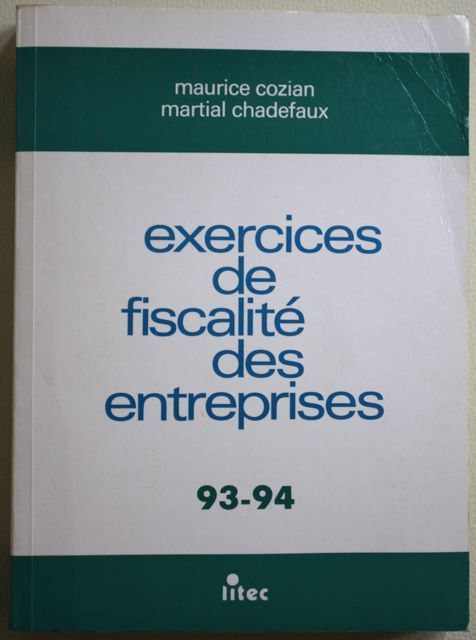 maurice cozian
martial chadefaux
exercices
de
fiscalité
des
entreprises
93-94
litec